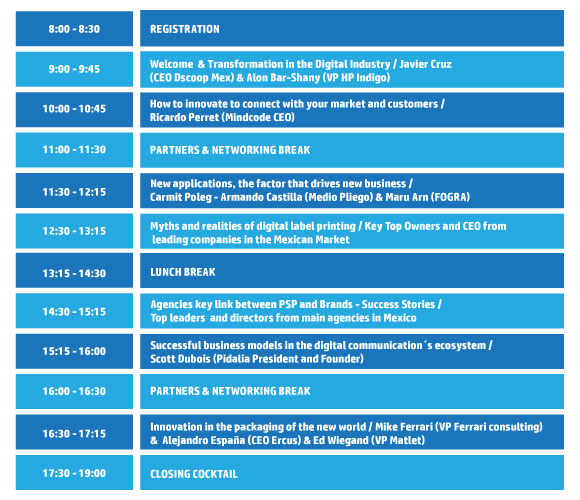 8:00 - 8:30
REGISTRATION
9:00 - 9:45
Welcome & Transformation in the Digital Industry / Javier Cruz
(CEO Dscoop Mex) & Alon Bar-Shany (VP HP Indigo)
10:00 - 10:45
How to innovate to connect with your market and customers /
Ricardo Perret (Mindcode CEO)
11:00 - 11:30
PARTNERS & NETWORKING BREAK
11:30 - 12:15
New applications, the factor that drives new business /
Carmit Poleg - Armando Castilla (Medio Pliego) & Maru Arn (FOGRA)
12:30 - 13:15
Myths and realities of digital label printing / Key Top Owners and CEO from
leading companies in the Mexican Market
13:15 - 14:30
LUNCH BREAK
14:30 - 15:15
Agencies key link between PSP and Brands - Success Stories /
Top leaders and directors from main agencies in Mexico
15:15 - 16:00
Successful business models in the digital communication´s ecosystem /
Scott Dubois (Pidalia President and Founder)
16:00 - 16:30
PARTNERS & NETWORKING BREAK
16:30 - 17:15
Innovation in the packaging of the new world / Mike Ferrari (VP Ferrari consulting)
& Alejandro España (CEO Ercus) & Ed Wiegand (VP Matlet)
17:30 - 19:00
CLOSING COCKTAIL